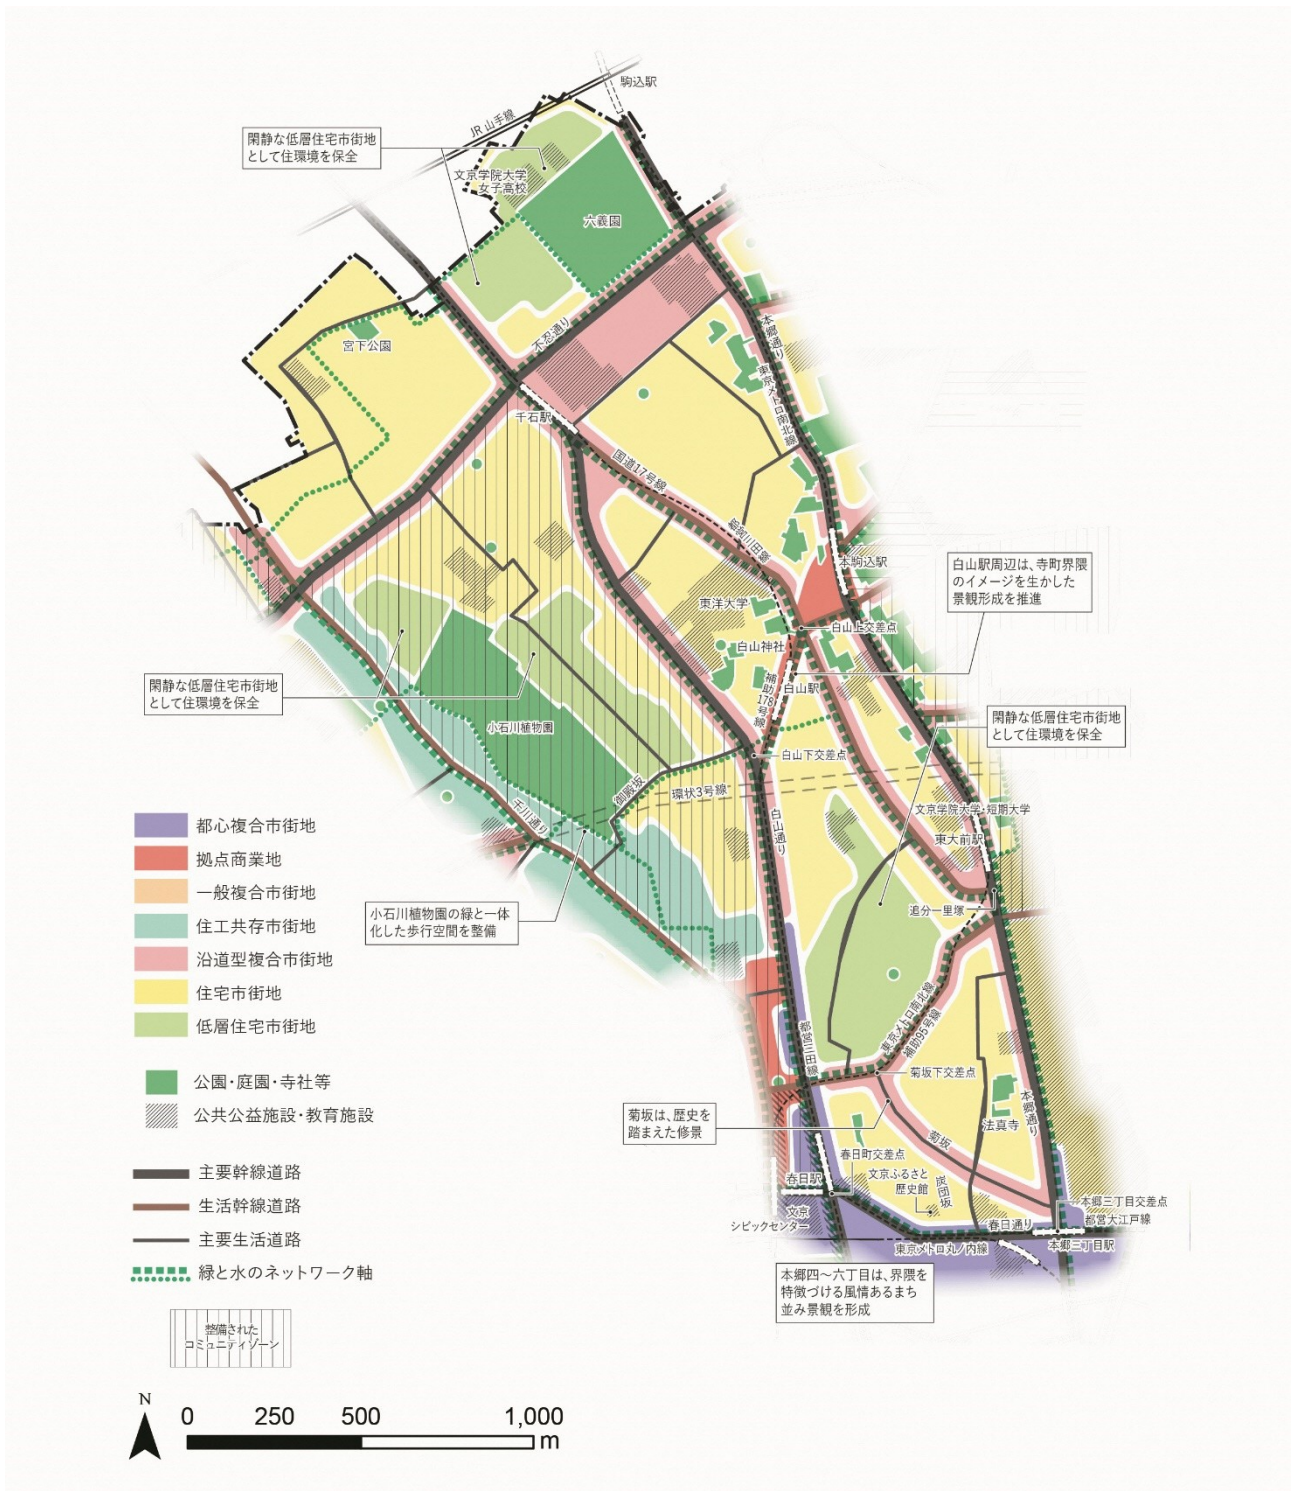 駒込駅
JR 山手線
閑静な低層住宅市街地
として住環境を保全
文京学院大学
女子高校
六義園
不忍通り
宮下公園
本郷通り
東京メトロ南北線
千石駅
国道17号線
都営三田線
本駒込駅
白山駅周辺は、寺町界隈
のイメージを生かした
景観形成を推進
東洋大学
白山上交差点
白山神社
白山駅
補助178号線
閑静な低層住宅市街地
として住環境を保全
小石川植物園
閑静な低層住宅市街地
として住環境を保全
白山下交差点
環状3号線
御殿坂
千川通り
白山通り
文京学院大学・短期大学
東大前駅
追分一里塚
小石川植物園の緑と一体
化した歩行空間を整備
都心複合市街地
拠点商業地
一般複合市街地
住工共存市街地
沿道型複合市街地
住宅市街地
低層住宅市街地
公園・庭園・寺社等
公共公益施設・教育施設
主要幹線道路
生活幹線道路
主要生活道路
緑と水のネットワーク軸
整備された
コミュニティゾーン
都営三田線
東京メトロ南北線
補助95号線
菊坂下交差点
菊坂は、歴史を
踏まえた修景
菊坂
法真寺
本郷通り
春日町交差点
春日駅
文京ふるさと
歴史館
炭団坂
文京
シビックセンター
春日通り
本郷三丁目交差点
都営大江戸線
東京メトロ丸ノ内線
本郷三丁目駅
本郷四〜六丁目は、界隈を
特徴づける風情あるまち
並み景観を形成
N
0 250 500 1,000
m